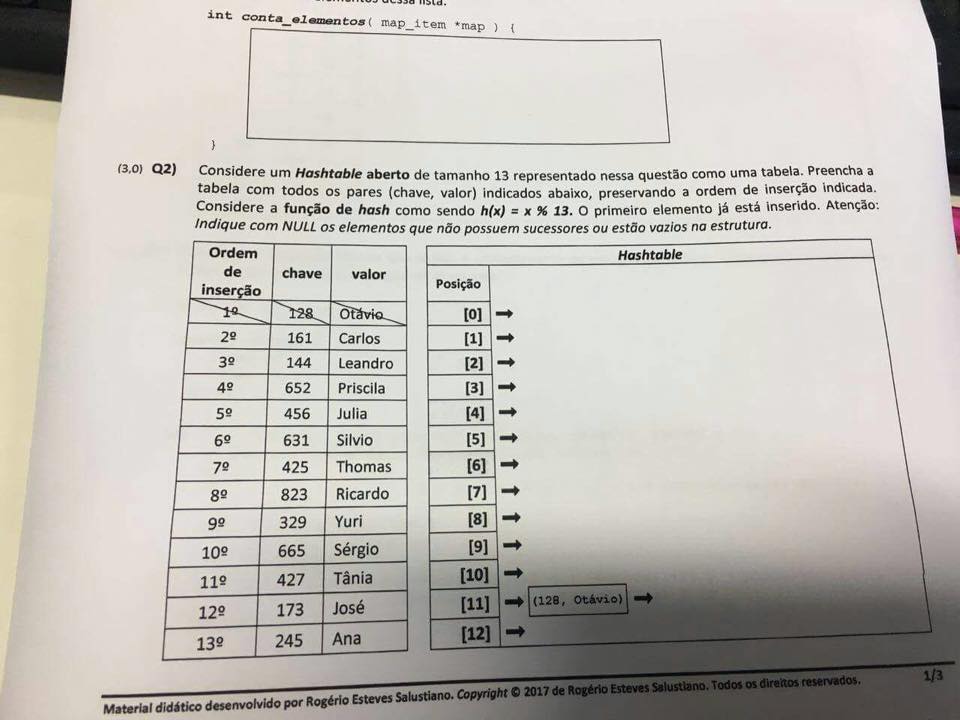 int conta_elementos( map_item *map ) {
}
(3,0) Q2) Considere um Hashtable aberto de tamanho 13 representado nessa questão como uma tabela. Preencha a
tabela com todos os pares (chave, valor) indicados abaixo, preservando a ordem de inserção indicada.
Considere a função de hash como sendo h(x) = x % 13. O primeiro elemento já está inserido. Atenção:
Indique com NULL os elementos que não possuem sucessores ou estão vazios na estrutura.
Ordem de inserção chave valor
1º 128 Otávio
2º 161 Carlos
3º 144 Leandro
4º 652 Priscila
5º 456 Julia
6º 631 Silvio
7º 425 Thomas
8º 823 Ricardo
9º 329 Yuri
10º 665 Sérgio
11º 427 Tânia
12º 173 José
13º 245 Ana
Hashtable
Posição
[0] →
[1] →
[2] →
[3] →
[4] →
[5] →
[6] →
[7] →
[8] →
[9] →
[10] →
[11] → (128, Otávio) →
[12] →
Material didático desenvolvido por Rogério Esteves Salustiano. Copyright © 2017 de Rogério Esteves Salustiano. Todos os direitos reservados.
1/3